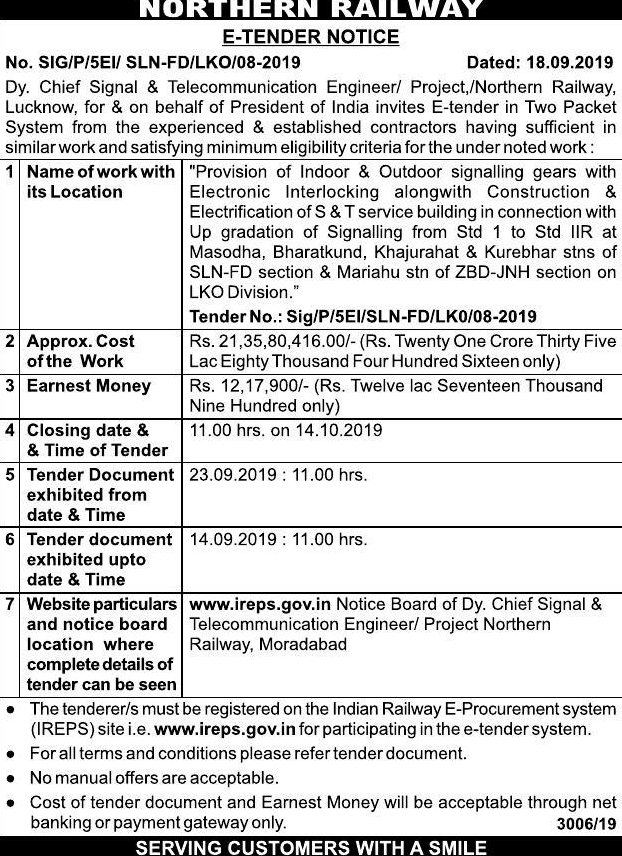 NORTHERN RAILWAY
E-TENDER NOTICE
No. SIG/P/5EI/ SLN-FD/LKO/08-2019 Dated: 18.09.2019
Dy. Chief Signal & Telecommunication Engineer/ Project,/Northern Railway,
Lucknow, for & on behalf of President of India invites E-tender in Two Packet
System from the experienced & established contractors having sufficient in
similar work and satisfying minimum eligibility criteria for the under noted work :
1 Name of work with
its Location
"Provision of Indoor & Outdoor signalling gears with
Electronic Interlocking alongwith Construction &
Electrification of S & T service building in connection with
Up gradation of Signalling from Std 1 to Std IIR at
Masodha, Bharatkund, Khajurahat & Kurebhar stns of
SLN-FD section & Mariahu stn of ZBD-JNH section on
LKO Division.”
Tender No.: Sig/P/5EI/SLN-FD/LK0/08-2019
2 Approx. Cost
of the Work
Rs. 21,35,80,416.00/- (Rs. Twenty One Crore Thirty Five
Lac Eighty Thousand Four Hundred Sixteen only)
3 Earnest Money
Rs. 12,17,900/- (Rs. Twelve lac Seventeen Thousand
Nine Hundred only)
4 Closing date &
& Time of Tender
11.00 hrs. on 14.10.2019
5 Tender Document
exhibited from
date & Time
23.09.2019 : 11.00 hrs.
6 Tender document
exhibited upto
date & Time
14.09.2019 : 11.00 hrs.
7 Website particulars
and notice board
location where
complete details of
tender can be seen
www.ireps.gov.in Notice Board of Dy. Chief Signal &
Telecommunication Engineer/ Project Northern
Railway, Moradabad
● The tenderer/s must be registered on the Indian Railway E-Procurement system
(IREPS) site i.e. www.ireps.gov.in for participating in the e-tender system.
● For all terms and conditions please refer tender document.
● No manual offers are acceptable.
● Cost of tender document and Earnest Money will be acceptable through net
banking or payment gateway only. 3006/19
SERVING CUSTOMERS WITH A SMILE